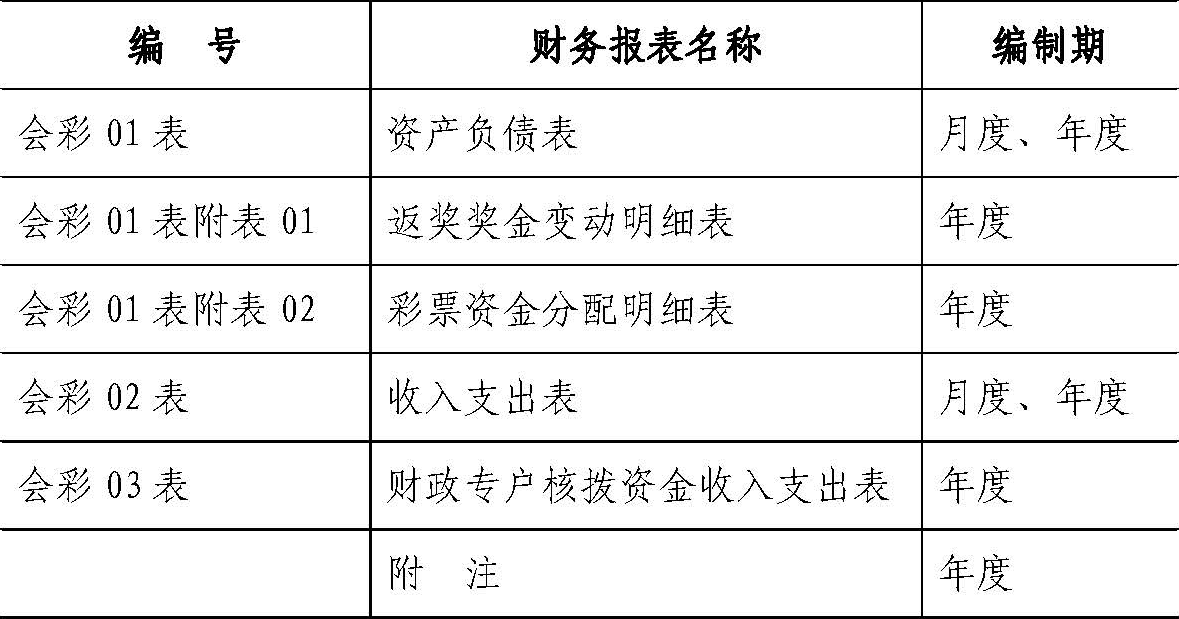 编 号 财务报表名称 编制期
会彩 01 表 资产负债表 月度、年度
会彩 01 表附表 01 返奖奖金变动明细表 年度
会彩 01 表附表 02 彩票资金分配明细表 年度
会彩 02 表 收入支出表 月度、年度
会彩 03 表 财政专户核拨资金收入支出表 年度
附 注 年度